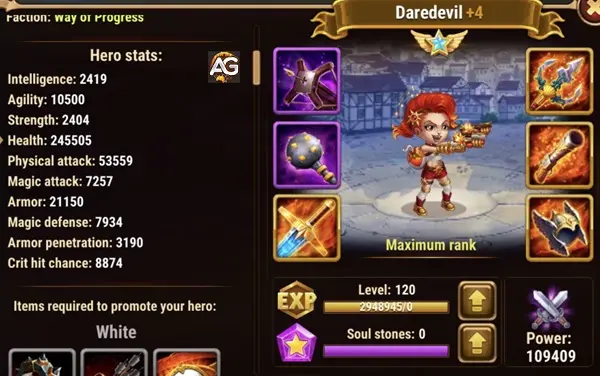 Faction: Way of Progress
Hero stats:
AG
Intelligence: 2419
Agility: 10500
Strength: 2404
Health: 245505
Physical attack: 53559
Magic attack: 7257
Armor: 21150
Magic defense: 7934
Armor penetration: 3190
Crit hit chance: 8874
Items required to promote your hero:
White
Daredevil +4
Maximum rank
EXP
Level: 120
2948945/0
Soul stones: 0
Power:
109409